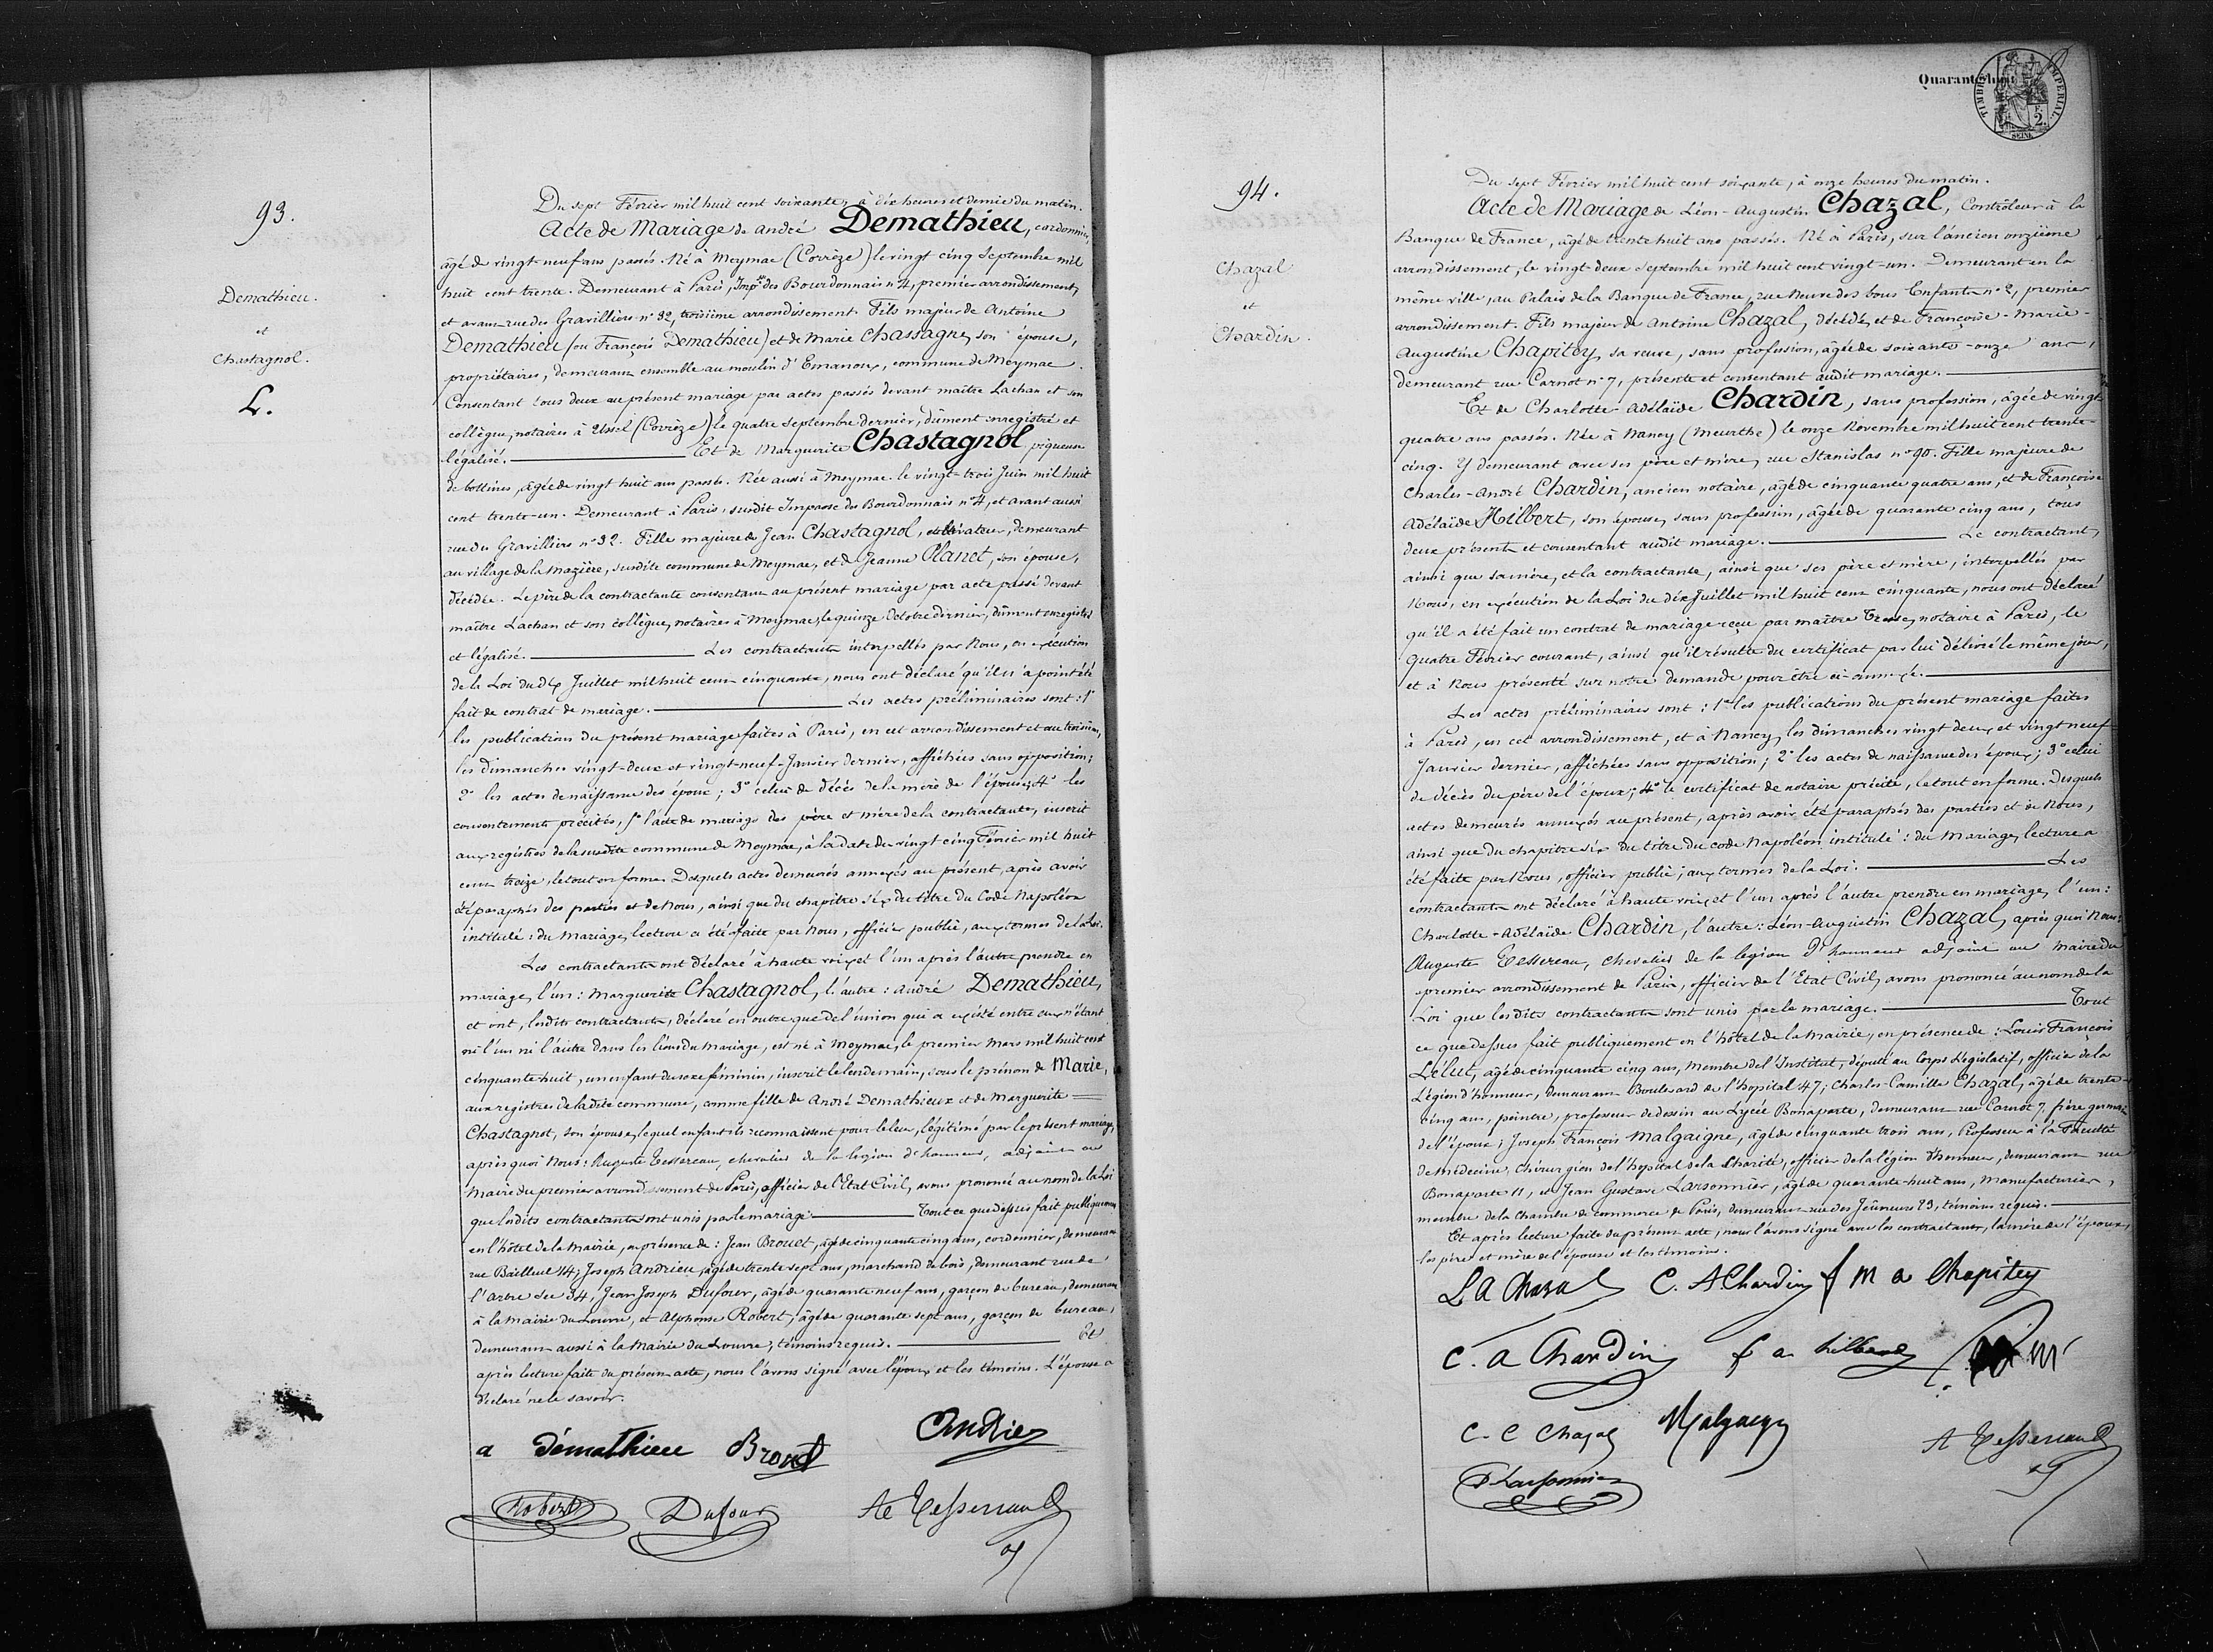 93.
Demathieu.
et
Chastagnol.
L.
Du sept Février mil huit cent soixante, à dix heures et demie du matin.
Acte de Mariage de André Demathieu, cordonnier,
âgé de vingt-neuf ans passés. Né à Meymac (Corrèze) le vingt cinq Septembre mil
huit cent trente. Demeurant à Paris, Impse des Bourdonnais n° 4, premier arrondissement,
et avant rue des Gravilliers n° 32, troisième arrondissement. Fils majeur de Antoine
Demathieu (ou François Demathieu) et de Marie Chassagne, son épouse,
propriétaires, demeurant ensemble au moulin d'Emanoux, commune de Meymac.
Consentant tous deux au présent mariage par actes passés devant maître Lachan et son
collègue, notaires à Ussel (Corrèze) le quatre Septembre dernier, dûment enregistré et
légalisé. Et de Marguerite Chastagnol, piqueuse
de bottines, âgée de vingt huit ans passés. Née aussi à Meymac le vingt-trois Juin mil huit
cent trente-un. Demeurant à Paris, susdit Impasse des Bourdonnais n° 4, et avant aussi
rue des Gravilliers n° 32. Fille majeure de Jean Chastagnol, cultivateur, demeurant
au village de la Mazière, susdite commune de Meymac, et de Jeanne Planet, son épouse,
décédée. Le père de la contractante consentant au présent mariage par acte passé devant
maître Lachan et son collègue, notaires à Meymac, le quinze Octobre dernier, dûment enregistré
et légalisé. Les contractants interpellés par Nous, en exécution
de la Loi du dix Juillet mil huit cent cinquante, nous ont déclaré qu'il n'a point été
fait de contrat de mariage. Les actes préliminaires sont : 1°
les publications du présent mariage faites à Paris, en cet arrondissement et au troisième,
les dimanches vingt-deux et vingt-neuf Janvier dernier, affichées sans opposition;
2° les actes de naissance des époux; 3° celui de décès de la mère de l'épouse; 4° les
consentements précités, 5° l'acte de mariage des père et mère de la contractante, inscrit
aux registres de la susdite commune de Meymac, à la date du vingt-cinq Février mil huit
cent treize, le tout en forme. Desquels actes demeurés annexés au présent, après avoir
été paraphés des parties et de Nous, ainsi que du chapitre six du titre du Code Napoléon
intitulé : du Mariage, lecture a été faite par Nous, officier public, aux termes de la Loi.
Les contractants ont déclaré à haute voix et l'un après l'autre prendre en
mariage, l'un : Marguerite Chastagnol, l'autre : André Demathieu,
et ont, lesdits contractants, déclaré en outre que de l'union qui a existé entre eux n'étant
ni l'un ni l'autre dans les liens du mariage, est né à Meymac, le premier Mars mil huit cent
cinquante huit, un enfant du sexe féminin, inscrit le lendemain, sous le prénom de Marie,
aux registres de ladite commune, comme fille de André Demathieux et de Marguerite
Chastagnol, son épouse, lequel enfant ils reconnaissent pour le leur, légitimé par le présent mariage,
après quoi Nous : Auguste Tessereau, chevalier de la légion d'honneur, adjoint au
Maire du premier arrondissement de Paris, officier de l'Etat Civil, avons prononcé au nom de la Loi
que lesdits contractants sont unis par le mariage. Tout ce que dessus fait publiquement
en l'hôtel de la Mairie, en présence de : Jean Brouet, âgé de cinquante cinq ans, cordonnier, demeurant
rue Bailleul 14; Joseph Andrieu, âgé de trente sept ans, marchand de bois, demeurant rue de
l'arbre sec 34, Jean Joseph Dufour, âgé de quarante neuf ans, garçon de bureau, demeurant
à la Mairie du Louvre, et Alphonse Robert, âgé de quarante sept ans, garçon de bureau,
demeurant aussi à la Mairie du Louvre; témoins requis. Et
après lecture faite du présent acte, nous l'avons signé avec l'époux et les témoins. L'épouse a
déclaré ne le savoir.
a démathieu Brouet Andrieu
Robert Dufour Ae Tessereau
Quarante-huit
TIMBRE IMPÉRIAL
F.
2.
SEINE
94.
Chazal
et
Chardin.
Du sept Février mil huit cent soixante, à onze heures du matin.
Acte de Mariage de Léon-Augustin Chazal, Contrôleur à la
Banque de France, âgé de trente huit ans passés. Né à Paris, sur l'ancien onzième
arrondissement, le vingt-deux Septembre mil huit cent vingt-un. Demeurant en la
même ville, au Palais de la Banque de France, rue Neuve des bons Enfants n° 2, premier
arrondissement. Fils majeur de Antoine Chazal, décédé, et de Françoise-Marie-
Augustine Chapitey, sa veuve, sans profession, âgée de soixante-onze ans,
demeurant rue Carnot n° 7, présente et consentant audit mariage.
Et de Charlotte-Adélaïde Chardin, sans profession, âgée de vingt
quatre ans passés. Née à Nancy (Meurthe) le onze Novembre mil huit cent trente-
cinq. Y demeurant avec ses père et mère, rue Stanislas n° 90. Fille majeure de
Charles-André Chardin, ancien notaire, âgé de cinquante quatre ans, et de Françoise
Adélaïde Hilbert, son épouse, sans profession, âgée de quarante cinq ans, tous
deux présents et consentant audit mariage. Le contractant,
ainsi que sa mère, et la contractante, ainsi que ses père et mère, interpellés par
Nous, en exécution de la Loi du dix Juillet mil huit cent cinquante, nous ont déclaré
qu'il a été fait un contrat de mariage reçu par maître notaire à Paris, le
quatre Février courant, ainsi qu'il résulte du certificat par lui délivré le même jour,
et à Nous présenté sur notre demande pour être ci-annexé.
Les actes préliminaires sont : 1° les publications du présent mariage faites
à Paris, en cet arrondissement, et à Nancy, les dimanches vingt deux et vingt neuf
Janvier dernier, affichées sans opposition; 2° les actes de naissance des époux; 3° celui
de décès du père de l'époux; 4° le certificat de notaire précité, le tout en forme. Desquels
actes demeurés annexés au présent, après avoir été paraphés des parties et de Nous,
ainsi que du chapitre six du titre du code Napoléon intitulé : du Mariage, lecture a
été faite par Nous, officier public, aux termes de la Loi. Les
contractants ont déclaré à haute voix et l'un après l'autre prendre en mariage, l'un :
Charlotte-Adélaïde Chardin, l'autre : Léon-Augustin Chazal, après quoi Nous :
Auguste Tessereau, chevalier de la légion d'honneur adjoint au Maire du
premier arrondissement de Paris, officier de l'Etat Civil, avons prononcé au nom de la
Loi que lesdits contractants sont unis par le mariage. Tout
ce que dessus fait publiquement en l'hôtel de la Mairie, en présence de : Louis François
Lélut, âgé de cinquante cinq ans, Membre de l'Institut, député au Corps Législatif, officier de la
Légion d'honneur, demeurant Boulevard de l'hopital 47; Charles-Camille Chazal, âgé de trente-
cinq ans, peintre, professeur de dessin au Lycée Bonaparte, demeurant rue Carnot 7, frère germain
de l'époux; Joseph François Malgaigne, âgé de cinquante trois ans, Professeur à la Faculté
de Médecine, chirurgien de l'hopital de la Charité, officier de la légion d'honneur, demeurant rue
Bonaparte 11, et Jean Gustave Larsonnier, âgé de quarante-huit ans, Manufacturier,
membre de la Chambre de commerce de Paris, demeurant rue des Jeûneurs 23, témoins requis.
Et après lecture faite du présent acte, nous l'avons signé avec les contractants, la mère de l'époux,
les père et mère de l'épouse et les témoins.
L A Chazal C. A Chardin f m a Chapitey
C. a Chardin f a hilbert
C. C Chazal Malgaigne A Tessereau
G Larsonnier